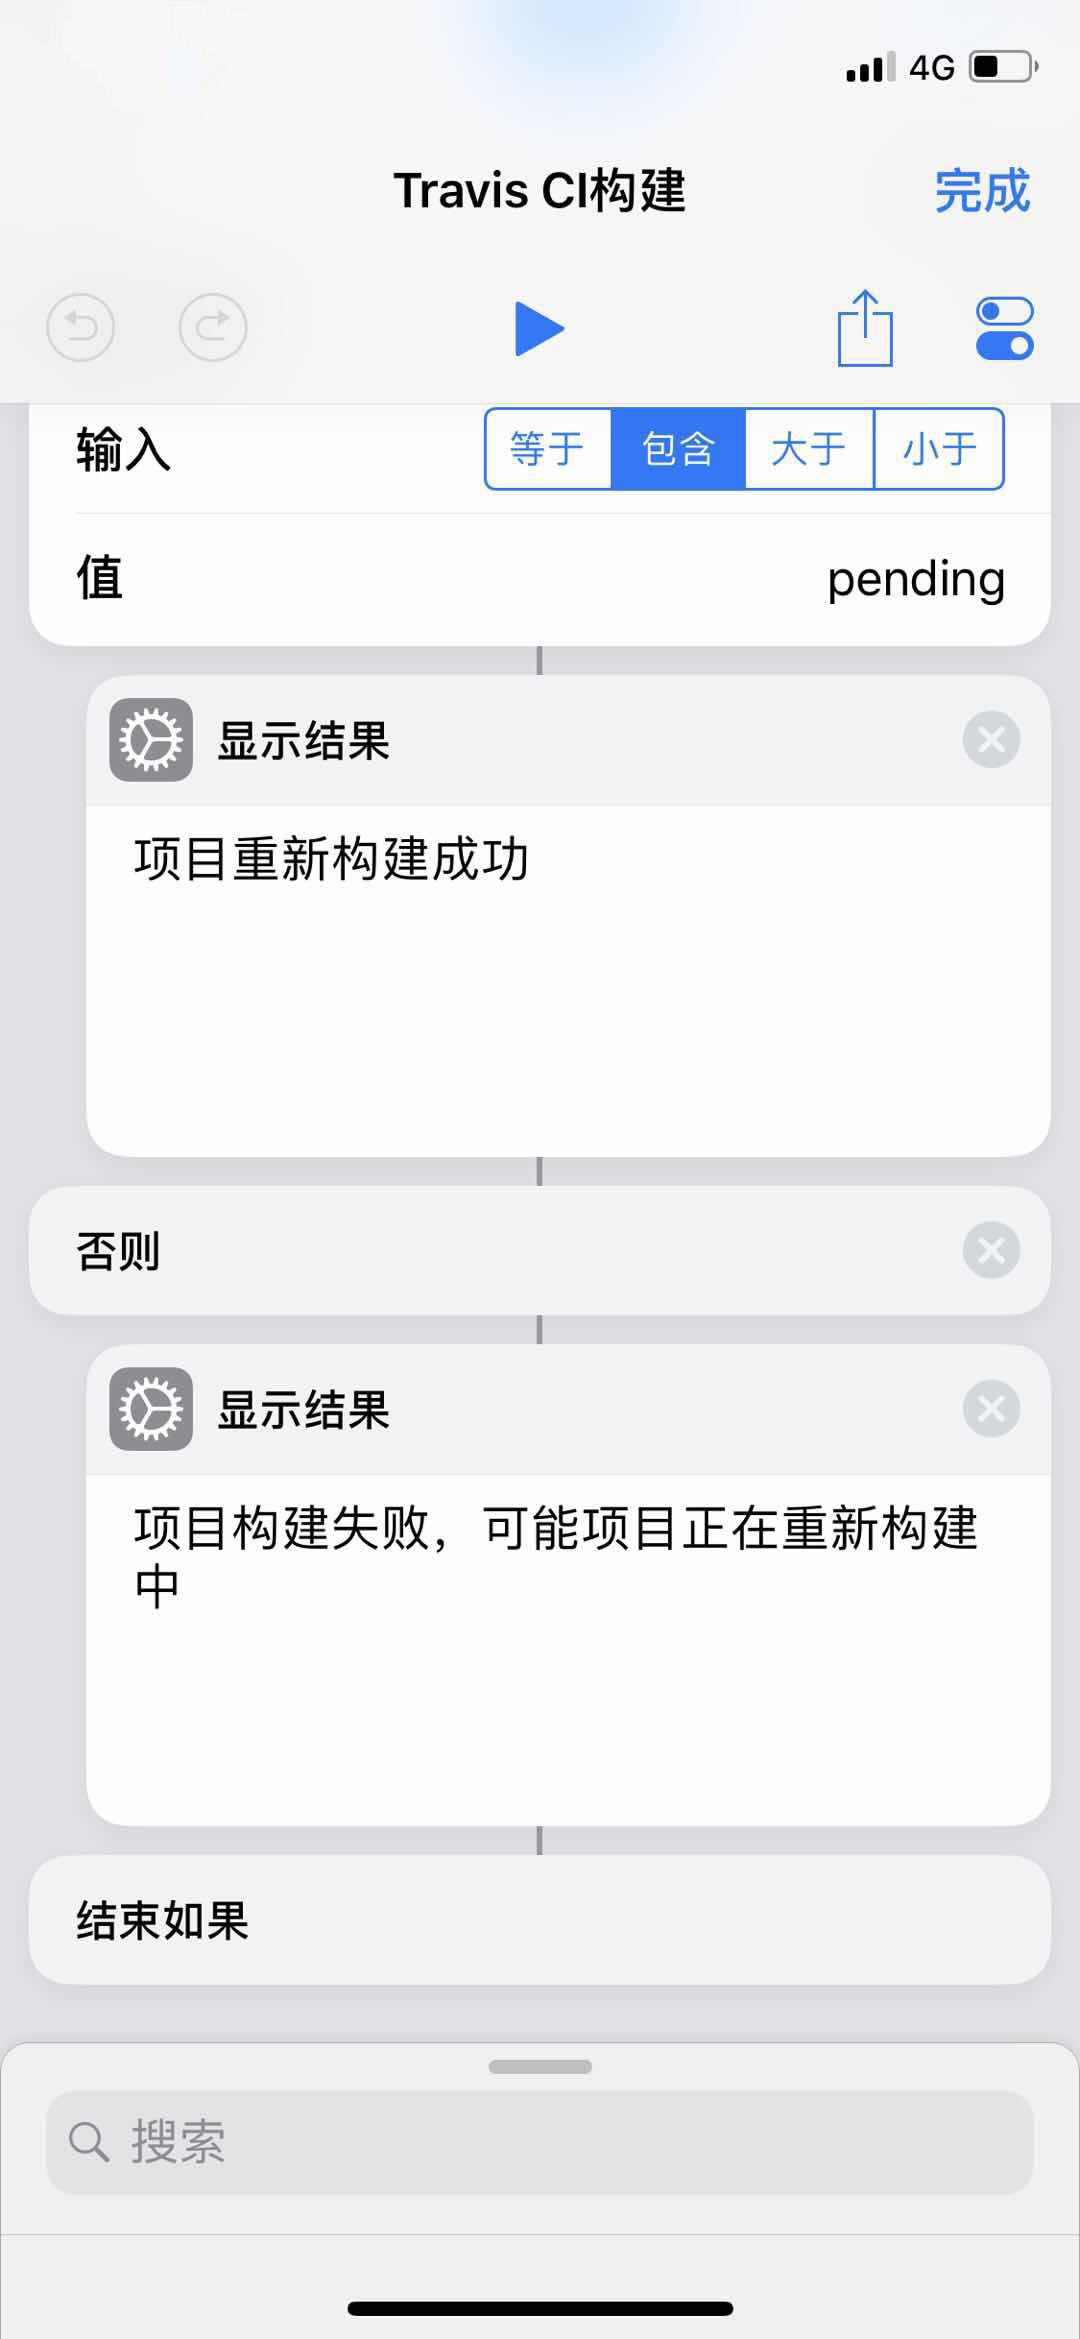 4G
Travis CI构建
完成
输入
等于 包含 大于 小于
值
pending
显示结果
项目重新构建成功
否则
显示结果
项目构建失败，可能项目正在重新构建
中
结束如果
搜索